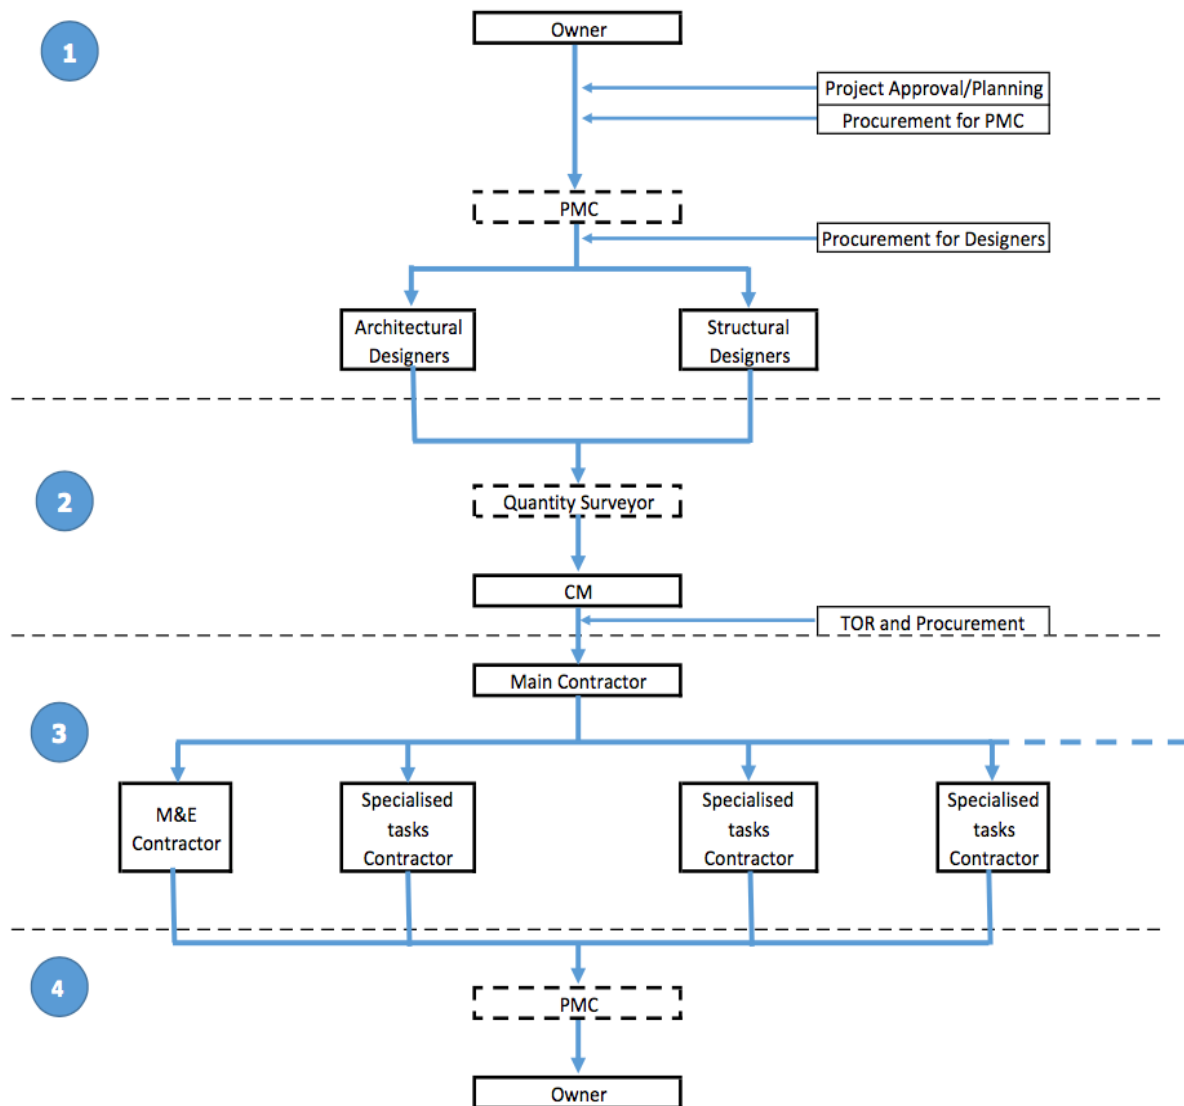 1
Owner
Project Approval/Planning
Procurement for PMC
PMC
Procurement for Designers
Architectural
Designers
Structural
Designers
2
Quantity Surveyor
CM
TOR and Procurement
Main Contractor
3
M&E
Contractor
Specialised
tasks
Contractor
Specialised
tasks
Contractor
Specialised
tasks
Contractor
4
PMC
Owner